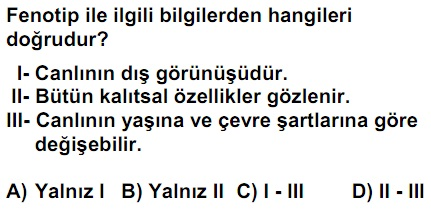 Fenotip ile ilgili bilgilerden hangileri
doğrudur?
I- Canlının dış görünüşüdür.
II- Bütün kalıtsal özellikler gözlenir.
III- Canlının yaşına ve çevre şartlarına göre
değişebilir.
A) Yalnız I B) Yalnız II C) I - III D) II - III